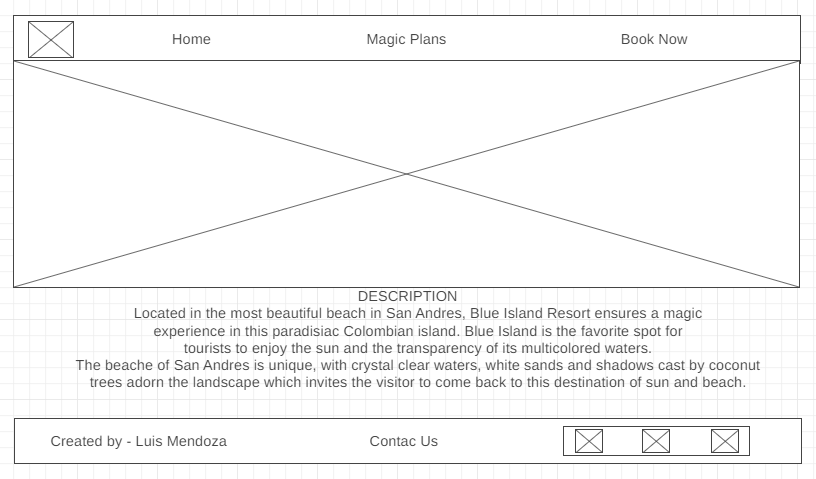 Home
Magic Plans
Book Now
DESCRIPTION
Located in the most beautiful beach in San Andres, Blue Island Resort ensures a magic
experience in this paradisiac Colombian island. Blue Island is the favorite spot for
tourists to enjoy the sun and the transparency of its multicolored waters.
The beache of San Andres is unique, with crystal clear waters, white sands and shadows cast by coconut
trees adorn the landscape which invites the visitor to come back to this destination of sun and beach.
Created by - Luis Mendoza
Contac Us